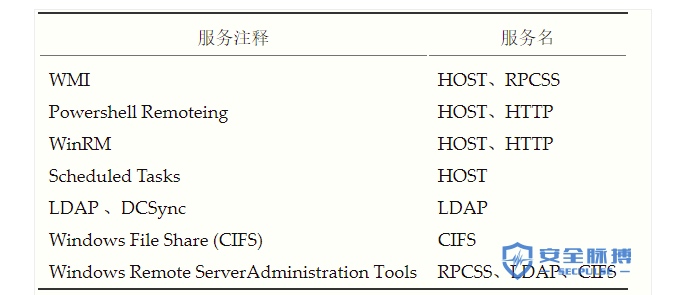 服务注释 服务名
WMI HOST、RPCSS
Powershell Remoteing HOST、HTTP
WinRM HOST、HTTP
Scheduled Tasks HOST
LDAP 、DCSync LDAP
Windows File Share (CIFS) CIFS
Windows Remote ServerAdministration Tools RPCSS、LDAP、CIFS
安全脉搏
SECPULSE